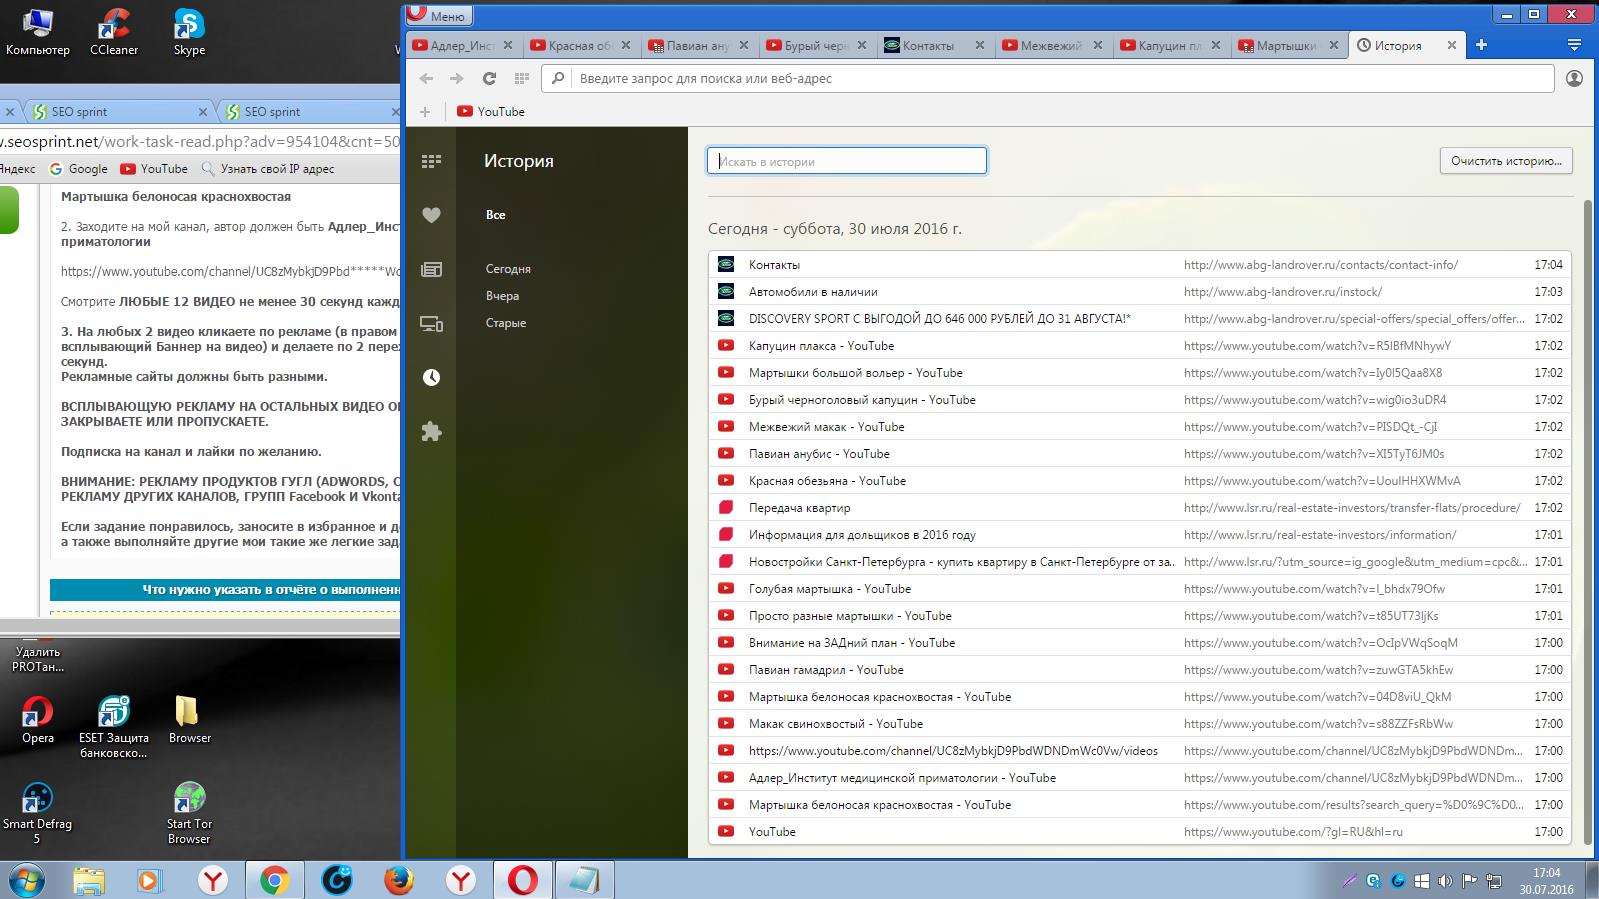 Компьютер
CCleaner
Skype
SEO sprint
SEO sprint
.seosprint.net/work-task-read.php?adv=954104&cnt=50
Google
YouTube
Узнать свой IP адрес
Мартышка белоносая краснохвостая
2. Заходите на мой канал, автор должен быть Адлер_Инст
приматологии
https://www.youtube.com/channel/UC8zMybkjD9Pbd*****Wc
Смотрите ЛЮБЫЕ 12 ВИДЕО не менее 30 секунд кажд
3. На любых 2 видео кликаете по рекламе (в правом
всплывающий Баннер на видео) и делаете по 2 пере
секунд.
Рекламные сайты должны быть разными.
ВСПЛЫВАЮЩУЮ РЕКЛАМУ НА ОСТАЛЬНЫХ ВИДЕО
ЗАКРЫВАЕТЕ ИЛИ ПРОПУСКАЕТЕ.
Подписка на канал и лайки по желанию.
ВНИМАНИЕ: РЕКЛАМУ ПРОДУКТОВ ГУГЛ (ADWORDS,
РЕКЛАМУ ДРУГИХ КАНАЛОВ, ГРУПП Facebook И Vkonta
Если задание понравилось, заносите в избранное и
а также выполняйте другие мои такие же легкие зад
Что нужно указать в отчёте о выполнен
Удалить
PROТан...
Opera
ESET Защита
банковско...
Browser
Smart Defrag
5
Start Tor
Browser
Меню
Адлер_Инст
Красная об
Павиан ану
Бурый черн
Контакты
Межвежий
Капуцин пл
Мартышки
История
Введите запрос для поиска или веб-адрес
YouTube
История
Все
Сегодня
Вчера
Старые
Искать в истории
Очистить историю...
Сегодня - суббота, 30 июля 2016 г.
Контакты http://www.abg-landrover.ru/contacts/contact-info/ 17:04
Автомобили в наличии http://www.abg-landrover.ru/instock/ 17:03
DISCOVERY SPORT С ВЫГОДОЙ ДО 646 000 РУБЛЕЙ ДО 31 АВГУСТА!* http://www.abg-landrover.ru/special-offers/special_offers/offer... 17:02
Капуцин плакса - YouTube https://www.youtube.com/watch?v=R5IBfMNhywY 17:02
Мартышки большой вольер - YouTube https://www.youtube.com/watch?v=Iy0I5Qaa8X8 17:02
Бурый черноголовый капуцин - YouTube https://www.youtube.com/watch?v=wig0io3uDR4 17:02
Межвежий макак - YouTube https://www.youtube.com/watch?v=PISDQt_-CjI 17:02
Павиан анубис - YouTube https://www.youtube.com/watch?v=XI5TyT6JM0s 17:02
Красная обезьяна - YouTube https://www.youtube.com/watch?v=UouIHHXWMvA 17:02
Передача квартир http://www.lsr.ru/real-estate-investors/transfer-flats/procedure/ 17:02
Информация для дольщиков в 2016 году http://www.lsr.ru/real-estate-investors/information/ 17:01
Новостройки Санкт-Петербурга - купить квартиру в Санкт-Петербурге от за... http://www.lsr.ru/?utm_source=ig_google&utm_medium=cpc&... 17:01
Голубая мартышка - YouTube https://www.youtube.com/watch?v=l_bhdx79Ofw 17:01
Просто разные мартышки - YouTube https://www.youtube.com/watch?v=t85UT73ljKs 17:01
Внимание на ЗАДний план - YouTube https://www.youtube.com/watch?v=OcIpVWqSoqM 17:00
Павиан гамадрил - YouTube https://www.youtube.com/watch?v=zuwGTA5khEw 17:00
Мартышка белоносая краснохвостая - YouTube https://www.youtube.com/watch?v=04D8viU_QkM 17:00
Макак свинохвостый - YouTube https://www.youtube.com/watch?v=s88ZZFsRbWw 17:00
https://www.youtube.com/channel/UC8zMybkjD9PbdWDNDmWc0Vw/videos https://www.youtube.com/channel/UC8zMybkjD9PbdWDNDm... 17:00
Адлер_Институт медицинской приматологии - YouTube https://www.youtube.com/channel/UC8zMybkjD9PbdWDNDm... 17:00
Мартышка белоносая краснохвостая - YouTube https://www.youtube.com/results?search_query=%D0%9C%D0... 17:00
YouTube https://www.youtube.com/?gl=RU&hl=ru 17:00
17:04
30.07.2016